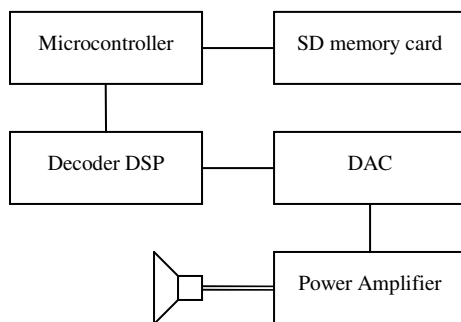 Microcontroller
SD memory card
Decoder DSP
DAC
Power Amplifier